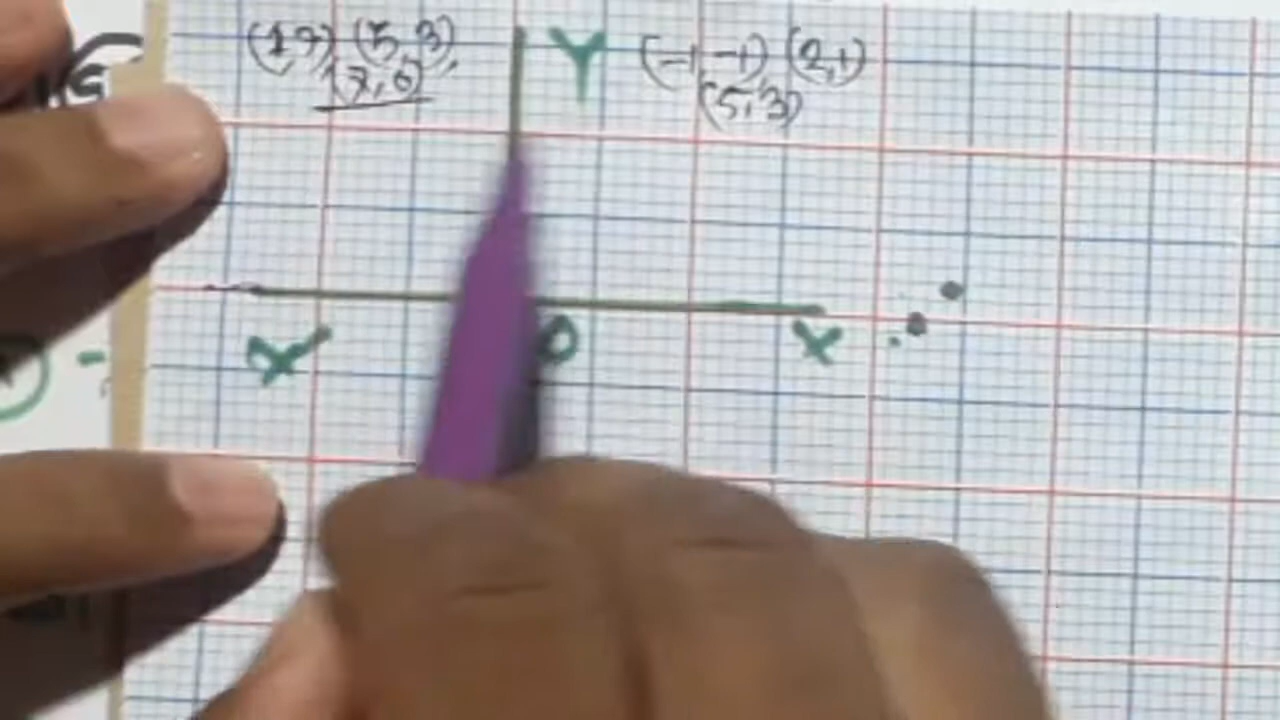 (1,9), (5,3),
(7,0)
Y
(-1,-1), (2,1)
(5,3)
X'
O
X